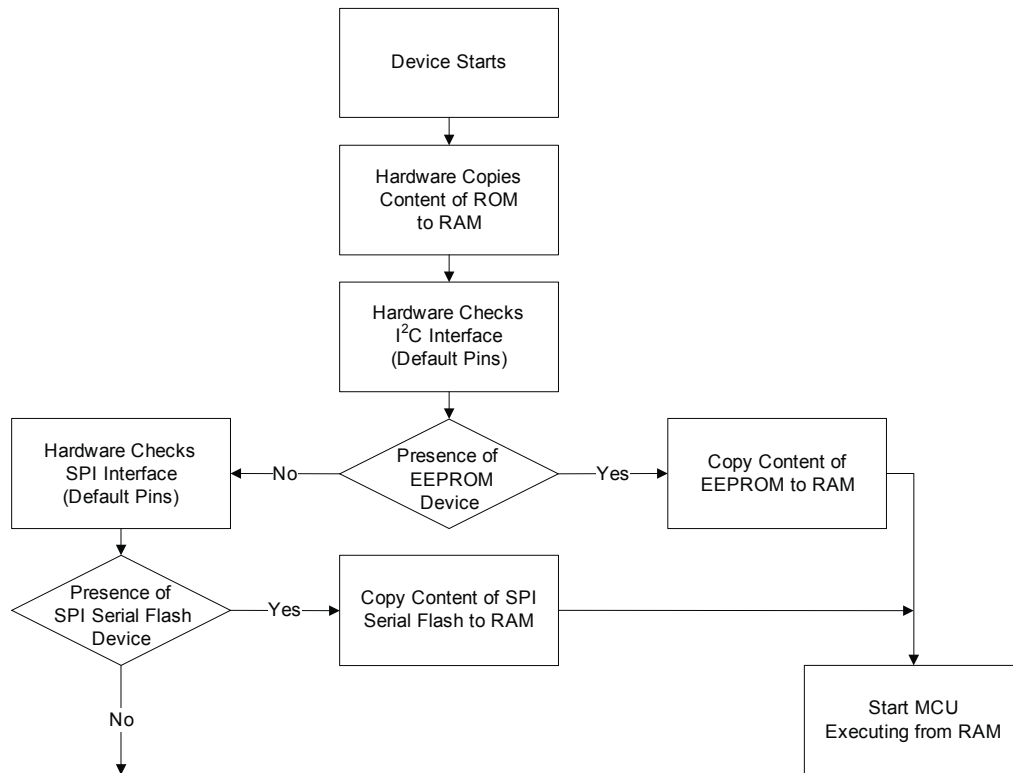 Device Starts
Hardware Copies
Content of ROM
to RAM
Hardware Checks
I²C Interface
(Default Pins)
Presence of
EEPROM
Device
No
Yes
Copy Content of
EEPROM to RAM
Hardware Checks
SPI Interface
(Default Pins)
Presence of
SPI Serial Flash
Device
Yes
Copy Content of SPI
Serial Flash to RAM
No
Start MCU
Executing from RAM